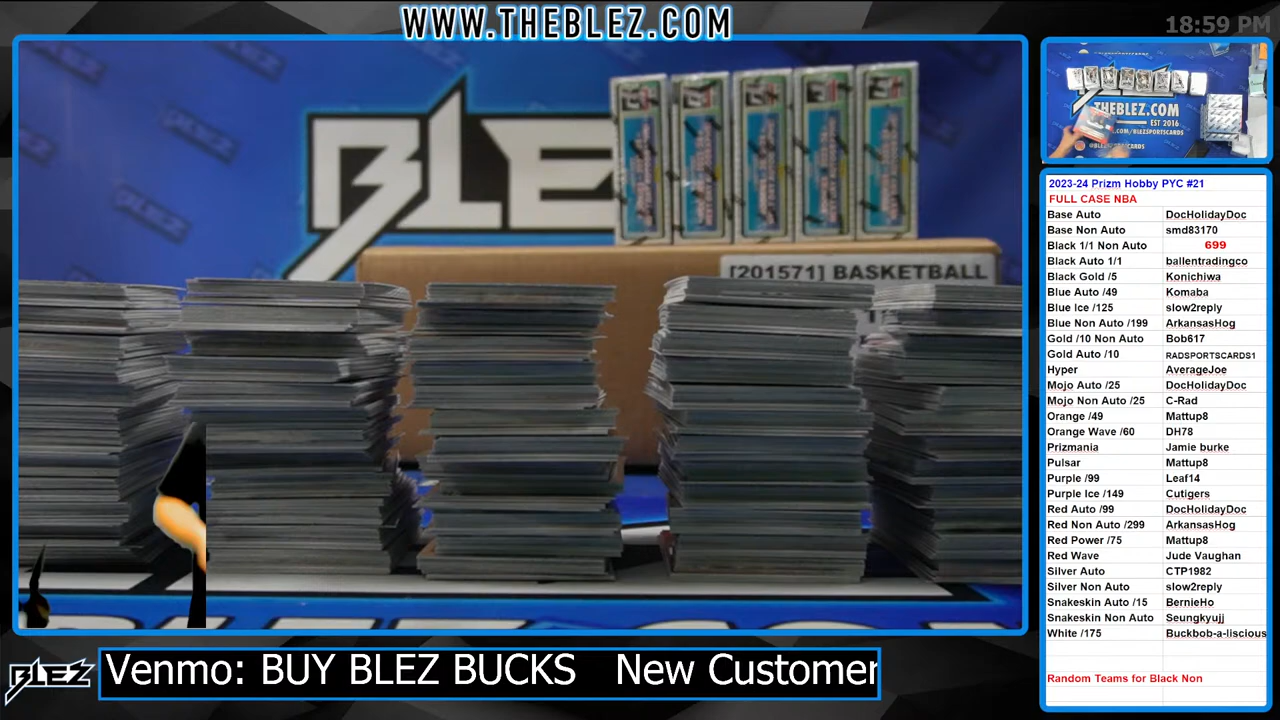 WWW.THEBLEZ.COM
18:59 PM
BLEZ
[201571] BASKETBALL
THEBLEZ.COM
EST 2016
2023-24 Prizm Hobby PYC #21
FULL CASE NBA
Base Auto DocHolidayDoc
Base Non Auto smd83170
Black 1/1 Non Auto 699
Black Auto 1/1 ballentradingco
Black Gold /5 Konichiwa
Blue Auto /49 Komaba
Blue Ice /125 slow2reply
Blue Non Auto /199 ArkansasHog
Gold /10 Non Auto Bob617
Gold Auto /10 RADSPORTSCARDS1
Hyper AverageJoe
Mojo Auto /25 DocHolidayDoc
Mojo Non Auto /25 C-Rad
Orange /49 Mattup8
Orange Wave /60 DH78
Prizmania Jamie burke
Pulsar Mattup8
Purple /99 Leaf14
Purple Ice /149 Cutigers
Red Auto /99 DocHolidayDoc
Red Non Auto /299 ArkansasHog
Red Power /75 Mattup8
Red Wave Jude Vaughan
Silver Auto CTP1982
Silver Non Auto slow2reply
Snakeskin Auto /15 BernieHo
Snakeskin Non Auto Seungkyujj
White /175 Buckbob-a-liscious
Random Teams for Black Non
BLEZ
Venmo: BUY BLEZ BUCKS New Customer